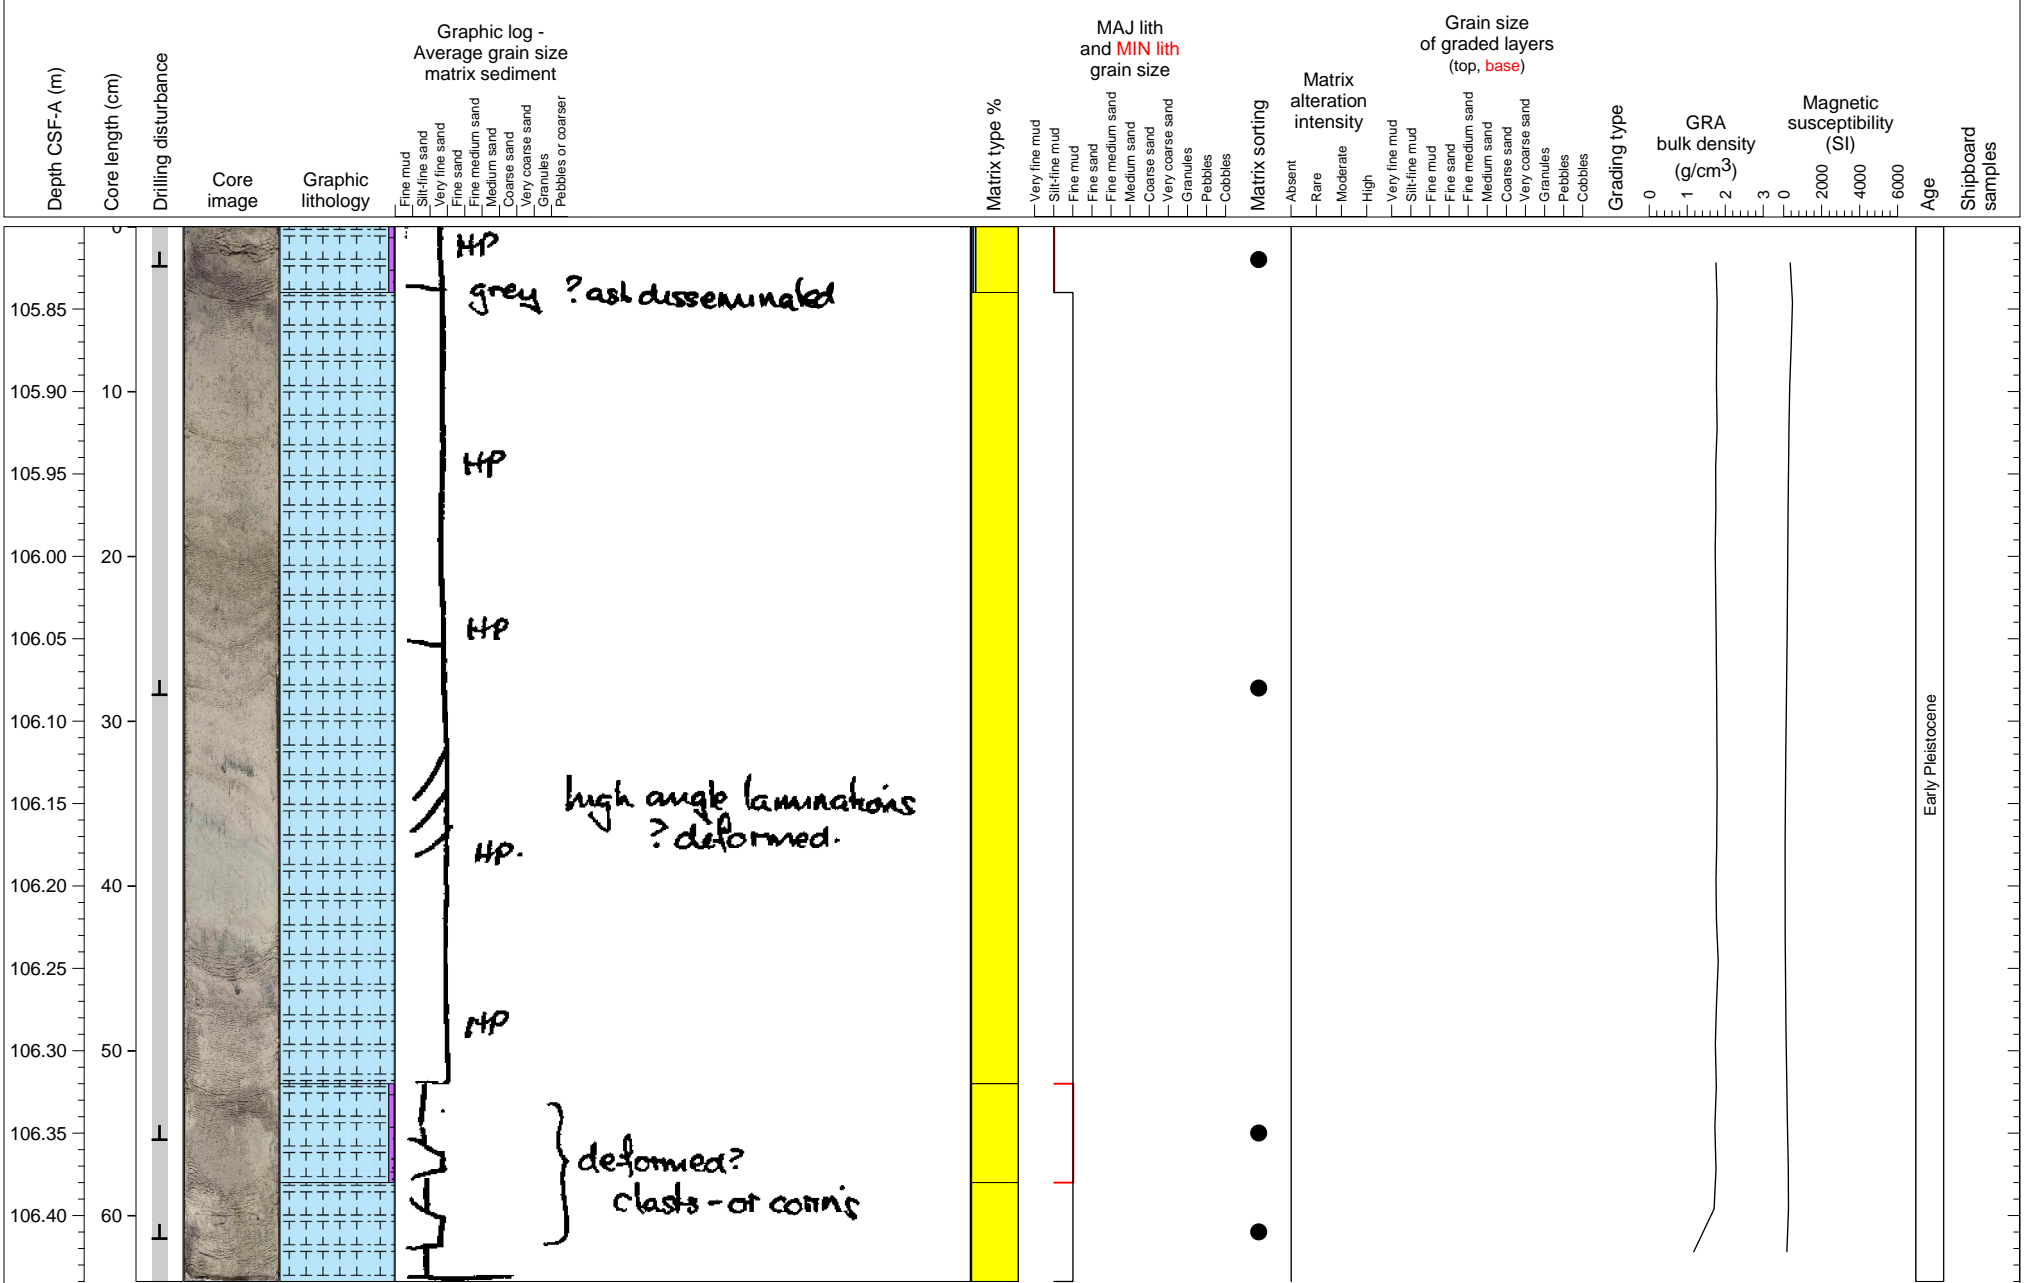 Depth CSF-A (m)
Core length (cm)
Drilling disturbance
Core
image
Graphic
lithology
Graphic log -
Average grain size
matrix sediment
Fine mud
Silt-fine sand
Very fine sand
Fine sand
Fine medium sand
Medium sand
Coarse sand
Very coarse sand
Granules
Pebbles or coarser
Matrix type %
MAJ lith
and MIN lith
grain size
Very fine mud
Silt-fine mud
Fine mud
Fine sand
Fine medium sand
Medium sand
Coarse sand
Very coarse sand
Granules
Pebbles
Cobbles
Matrix sorting
Matrix
alteration
intensity
Absent
Rare
Moderate
High
Grain size
of graded layers
(top, base)
Very fine mud
Silt-fine mud
Fine mud
Fine sand
Fine medium sand
Medium sand
Coarse sand
Very coarse sand
Granules
Pebbles
Cobbles
Grading type
GRA
bulk density
(g/cm3)
0 1 2 3
Magnetic
susceptibility
(SI)
0 2000 4000 6000
Age
Shipboard
samples
0
105.85
105.90
10
105.95
106.00
20
106.05
106.10
30
106.15
106.20
40
106.25
106.30
50
106.35
106.40
60
HP
grey ? ash disseminated
HP
HP
high angle laminations
? deformed.
HP.
HP
deformed?
clasts - or
Early Pleistocene